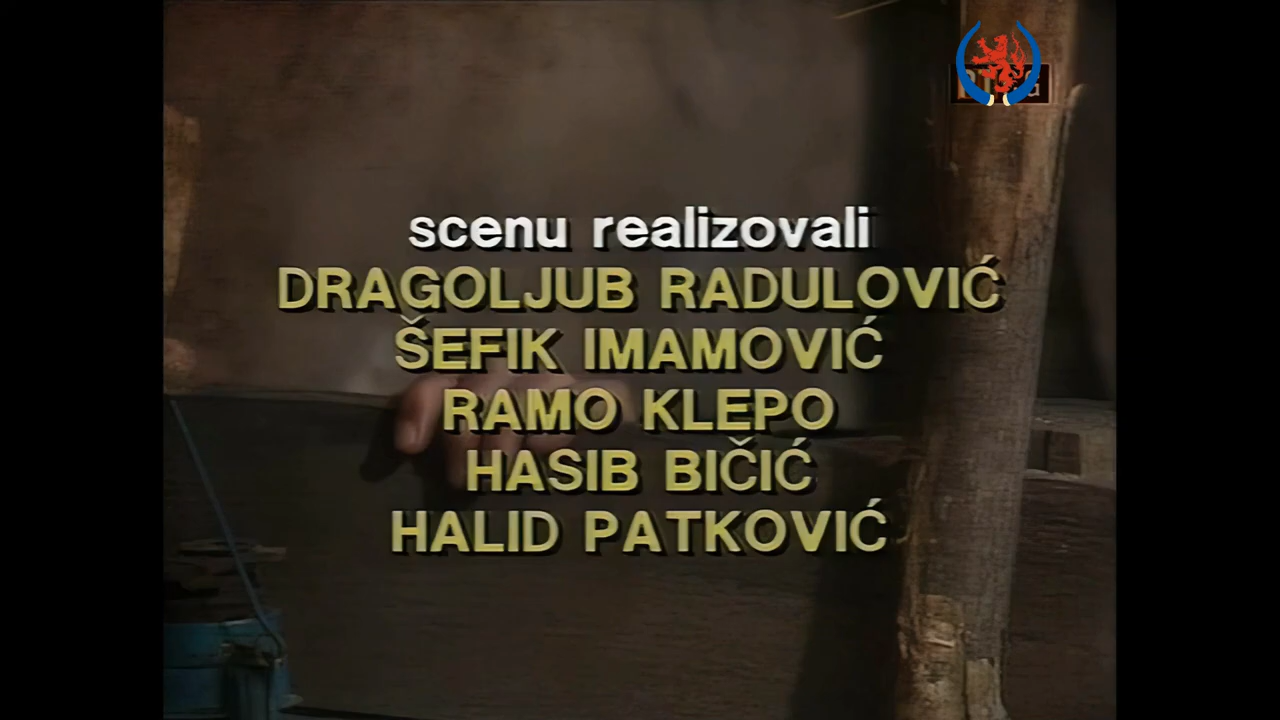 scenu realizovali
DRAGOLJUB RADULOVIĆ
ŠEFIK IMAMOVIĆ
RAMO KLEPO
HASIB BIČIĆ
HALID PATKOVIĆ